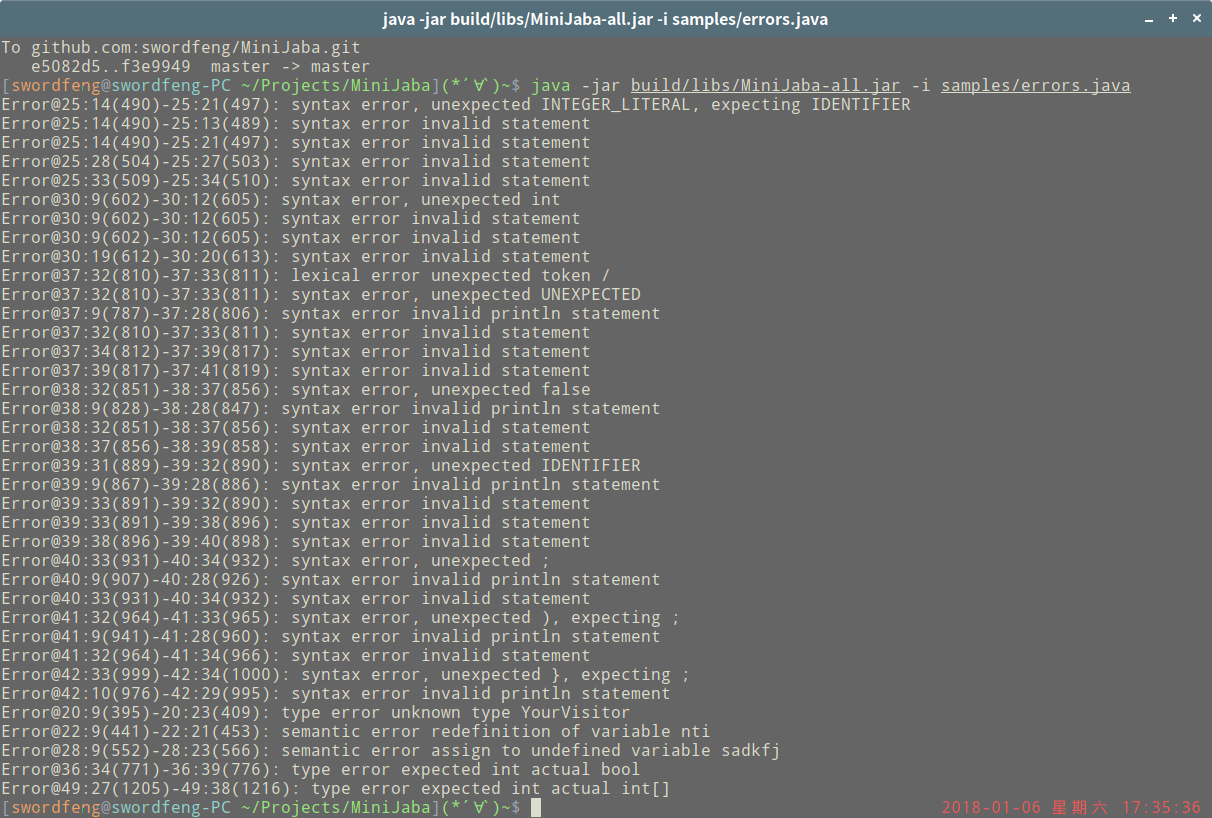 java -jar build/libs/MiniJaba-all.jar -i samples/errors.java
To github.com:swordfeng/MiniJaba.git
   e5082d5..f3e9949  master -> master
[swordfeng@swordfeng-PC ~/Projects/MiniJaba](*´∀`)~$ java -jar build/libs/MiniJaba-all.jar -i samples/errors.java
Error@25:14(490)-25:21(497): syntax error, unexpected INTEGER_LITERAL, expecting IDENTIFIER
Error@25:14(490)-25:13(489): syntax error invalid statement
Error@25:14(490)-25:21(497): syntax error invalid statement
Error@25:28(504)-25:27(503): syntax error invalid statement
Error@25:33(509)-25:34(510): syntax error invalid statement
Error@30:9(602)-30:12(605): syntax error, unexpected int
Error@30:9(602)-30:12(605): syntax error invalid statement
Error@30:9(602)-30:12(605): syntax error invalid statement
Error@30:19(612)-30:20(613): syntax error invalid statement
Error@37:32(810)-37:33(811): lexical error unexpected token /
Error@37:32(810)-37:33(811): syntax error, unexpected UNEXPECTED
Error@37:9(787)-37:28(806): syntax error invalid println statement
Error@37:32(810)-37:33(811): syntax error invalid statement
Error@37:34(812)-37:39(817): syntax error invalid statement
Error@37:39(817)-37:41(819): syntax error invalid statement
Error@38:32(851)-38:37(856): syntax error, unexpected false
Error@38:9(828)-38:28(847): syntax error invalid println statement
Error@38:32(851)-38:37(856): syntax error invalid statement
Error@38:37(856)-38:39(858): syntax error invalid statement
Error@39:31(889)-39:32(890): syntax error, unexpected IDENTIFIER
Error@39:9(867)-39:28(886): syntax error invalid println statement
Error@39:33(891)-39:32(890): syntax error invalid statement
Error@39:33(891)-39:38(896): syntax error invalid statement
Error@39:38(896)-39:40(898): syntax error invalid statement
Error@40:33(931)-40:34(932): syntax error, unexpected ;
Error@40:9(907)-40:28(926): syntax error invalid println statement
Error@40:33(931)-40:34(932): syntax error invalid statement
Error@41:32(964)-41:33(965): syntax error, unexpected ), expecting ;
Error@41:9(941)-41:28(960): syntax error invalid println statement
Error@41:32(964)-41:34(966): syntax error invalid statement
Error@42:33(999)-42:34(1000): syntax error, unexpected }, expecting ;
Error@42:10(976)-42:29(995): syntax error invalid println statement
Error@20:9(395)-20:23(409): type error unknown type YourVisitor
Error@22:9(441)-22:21(453): semantic error redefinition of variable nti
Error@28:9(552)-28:23(566): semantic error assign to undefined variable sadkfj
Error@36:34(771)-36:39(776): type error expected int actual bool
Error@49:27(1205)-49:38(1216): type error expected int actual int[]
[swordfeng@swordfeng-PC ~/Projects/MiniJaba](*´∀`)~$ 2018-01-06 星期六 17:35:36